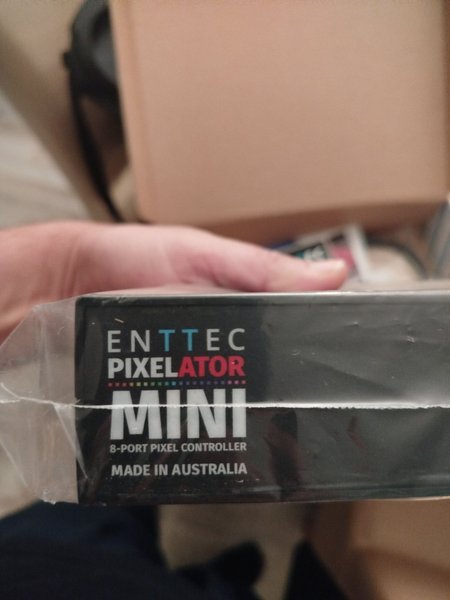 ENTTEC
PIXELATOR
MINI
8-PORT PIXEL CONTROLLER
MADE IN AUSTRALIA